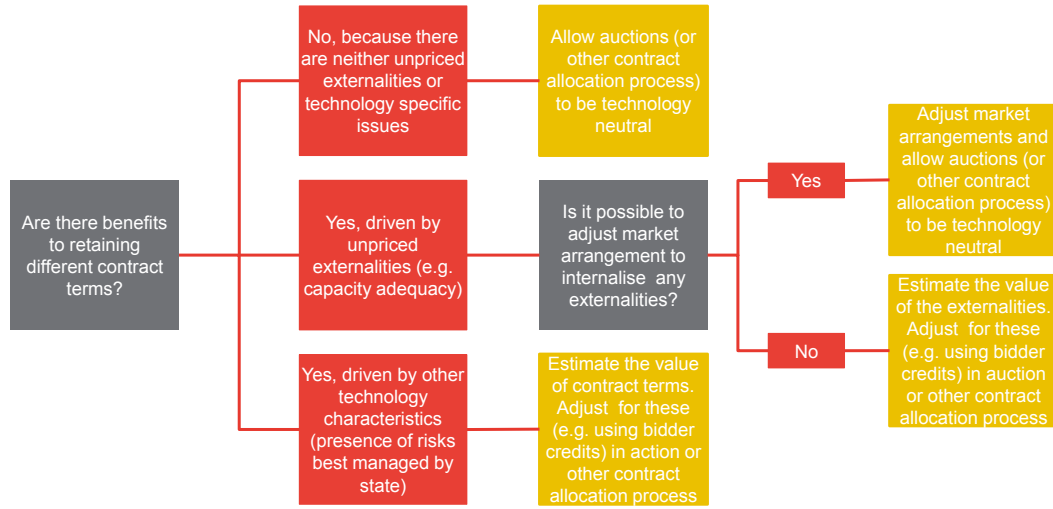 Are there benefits
to retaining
different contract
terms?
No, because there
are neither unpriced
externalities or
technology specific
issues
Allow auctions (or
other contract
allocation process)
to be technology
neutral
Yes, driven by
unpriced
externalities (e.g.
capacity adequacy)
Is it possible to
adjust market
arrangement to
internalise any
externalities?
Yes
Adjust market
arrangements and
allow auctions (or
other contract
allocation process)
to be technology
neutral
No
Estimate the value
of the externalities.
Adjust for these
(e.g. using bidder
credits) in auction
or other contract
allocation process
Yes, driven by other
technology
characteristics
(presence of risks
best managed by
state)
Estimate the value
of contract terms.
Adjust for these
(e.g. using bidder
credits) in action or
other contract
allocation process